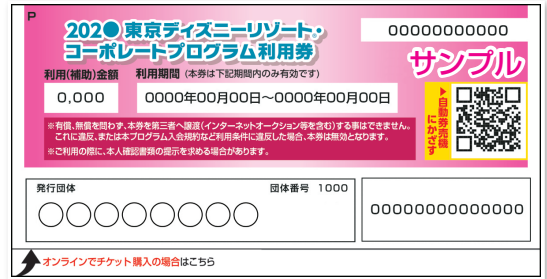 P
202● 東京ディズニーリゾート・
コーポレートプログラム利用券
00000000000
サンプル
利用(補助)金額
0,000
利用期間 (本券は下記期間内のみ有効です)
0000年00月00日～0000年00月00日
▶自動券売機
にかざす
※有償、無償を問わず、本券を第三者へ譲渡(インターネットオークション等を含む)する事はできません。
これに違反、または本プログラム入会規約など利用条件に違反した場合、本券は無効となります。
※ご利用の際に、本人確認書類の提示を求める場合があります。
発行団体
団体番号 1000
○○○○○○○○
00000000000000
オンラインでチケット購入の場合はこちら